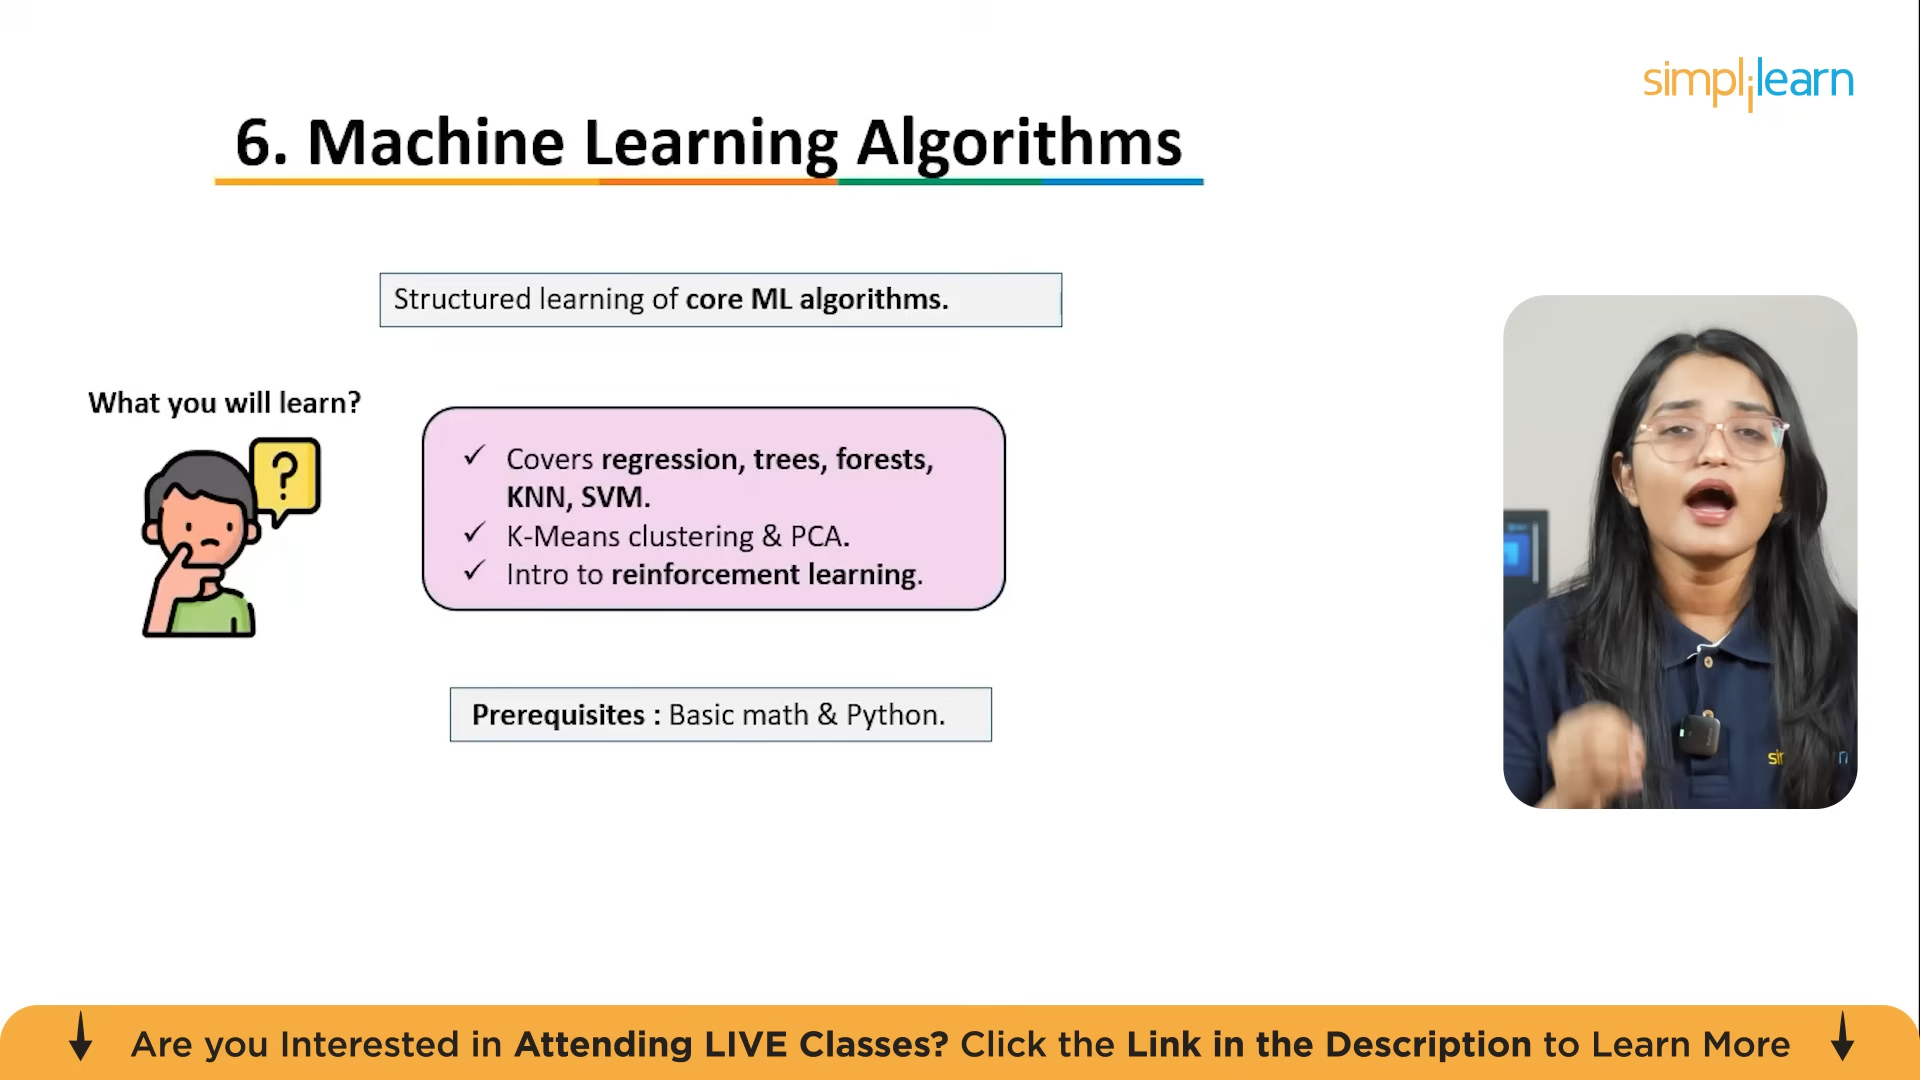 simplilearn
6. Machine Learning Algorithms
Structured learning of core ML algorithms.
What you will learn?
?
✓ Covers regression, trees, forests,
KNN, SVM.
✓ K-Means clustering & PCA.
✓ Intro to reinforcement learning.
Prerequisites : Basic math & Python.
Are you Interested in Attending LIVE Classes? Click the Link in the Description to Learn More